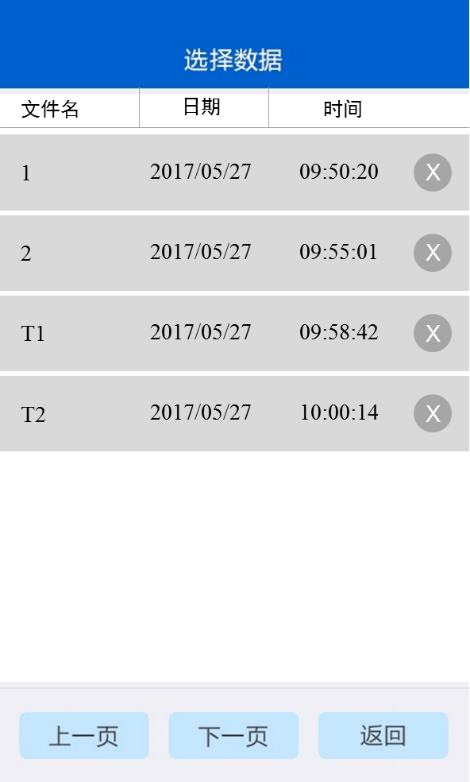 选择数据
文件名 日期 时间
1 2017/05/27 09:50:20 X
2 2017/05/27 09:55:01 X
T1 2017/05/27 09:58:42 X
T2 2017/05/27 10:00:14 X
上一页 下一页 返回